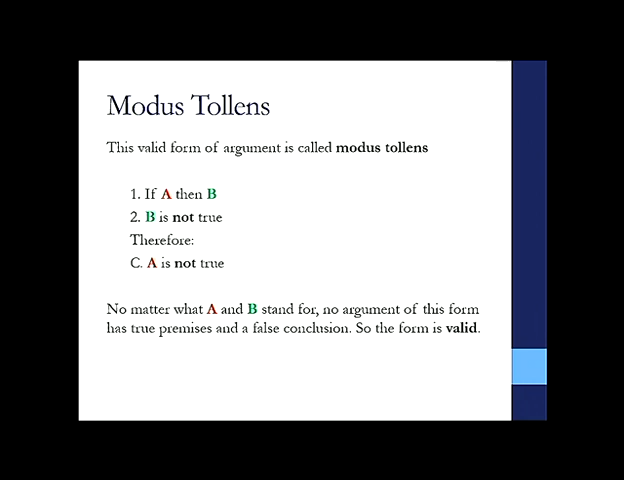 Modus Tollens
This valid form of argument is called modus tollens
1. If A then B
2. B is not true
Therefore:
C. A is not true
No matter what A and B stand for, no argument of this form
has true premises and a false conclusion. So the form is valid.